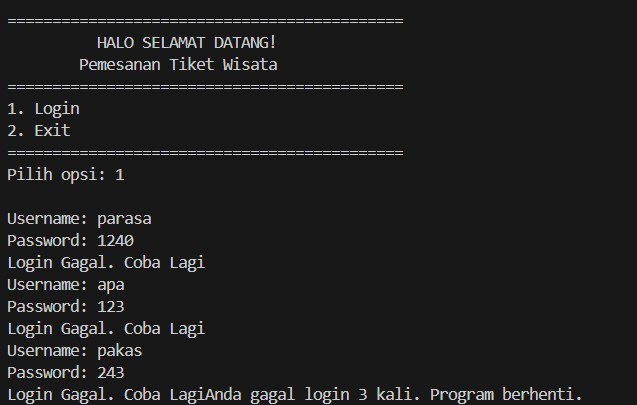 ============================================
HALO SELAMAT DATANG!
Pemesanan Tiket Wisata
============================================
1. Login
2. Exit
============================================
Pilih opsi: 1
Username: parasa
Password: 1240
Login Gagal. Coba Lagi
Username: apa
Password: 123
Login Gagal. Coba Lagi
Username: pakas
Password: 243
Login Gagal. Coba LagiAnda gagal login 3 kali. Program berhenti.